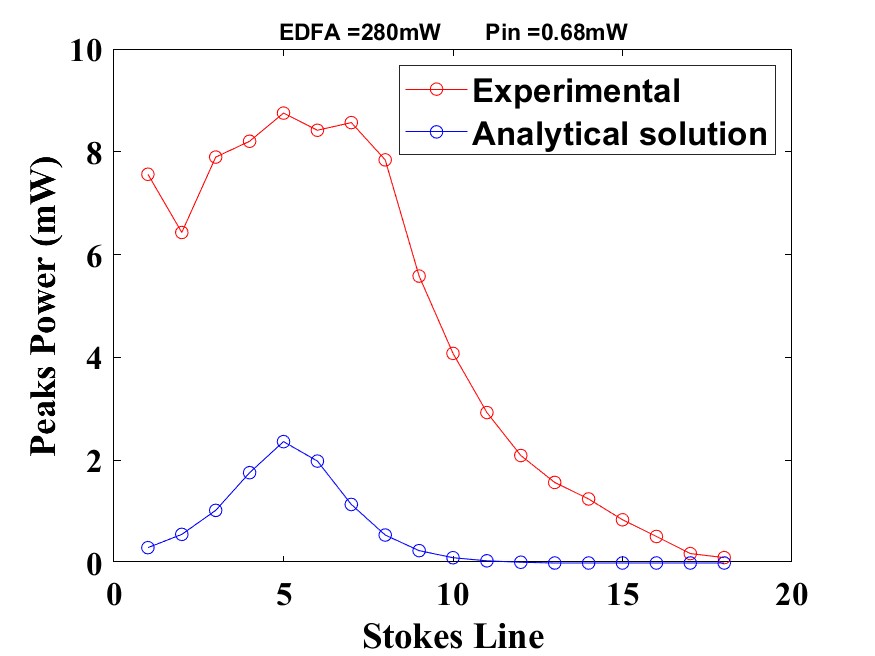 EDFA =280mW Pin =0.68mW
Experimental
Analytical solution
Peaks Power (mW)
10
8
6
4
2
0
0 5 10 15 20
Stokes Line